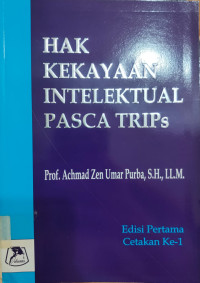 HAK
KEKAYAAN
INTELEKTUAL
PASCA TRIPs
Prof. Achmad Zen Umar Purba, S.H., LL.M.
Edisi Pertama
Cetakan Ke-1